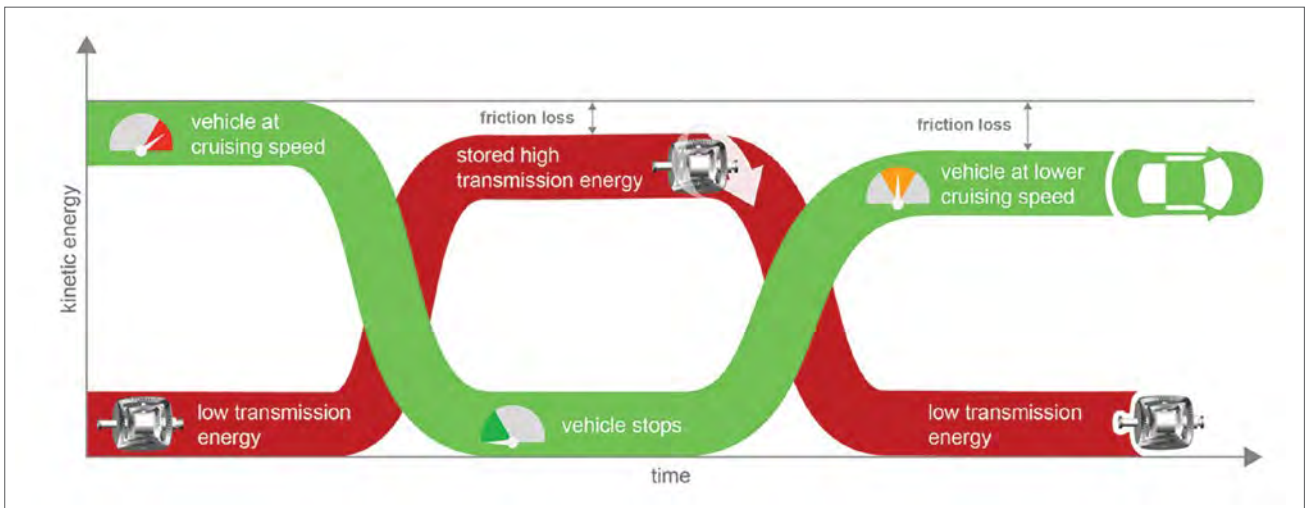 vehicle at
cruising speed
friction loss
stored high
transmission energy
friction loss
vehicle at lower
cruising speed
kinetic energy
low transmission
energy
vehicle stops
low transmission
energy
time